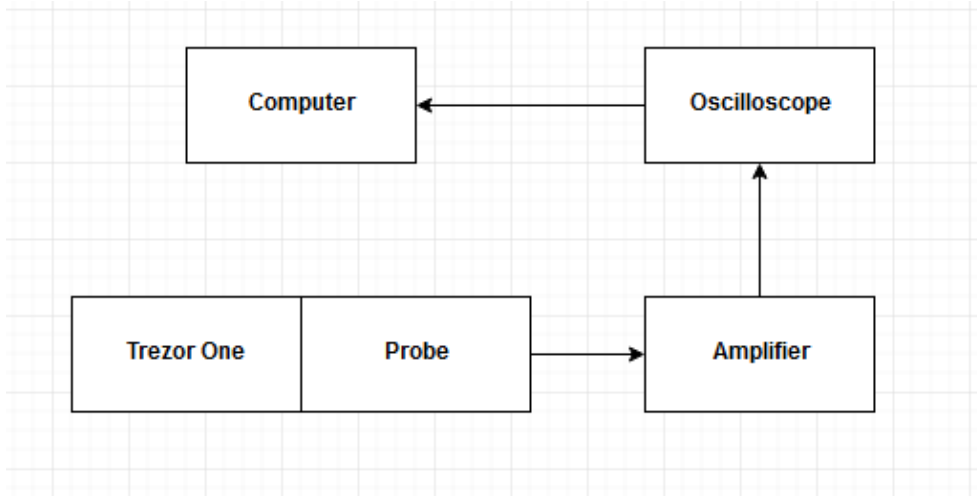 Computer
Oscilloscope
Trezor One
Probe
Amplifier